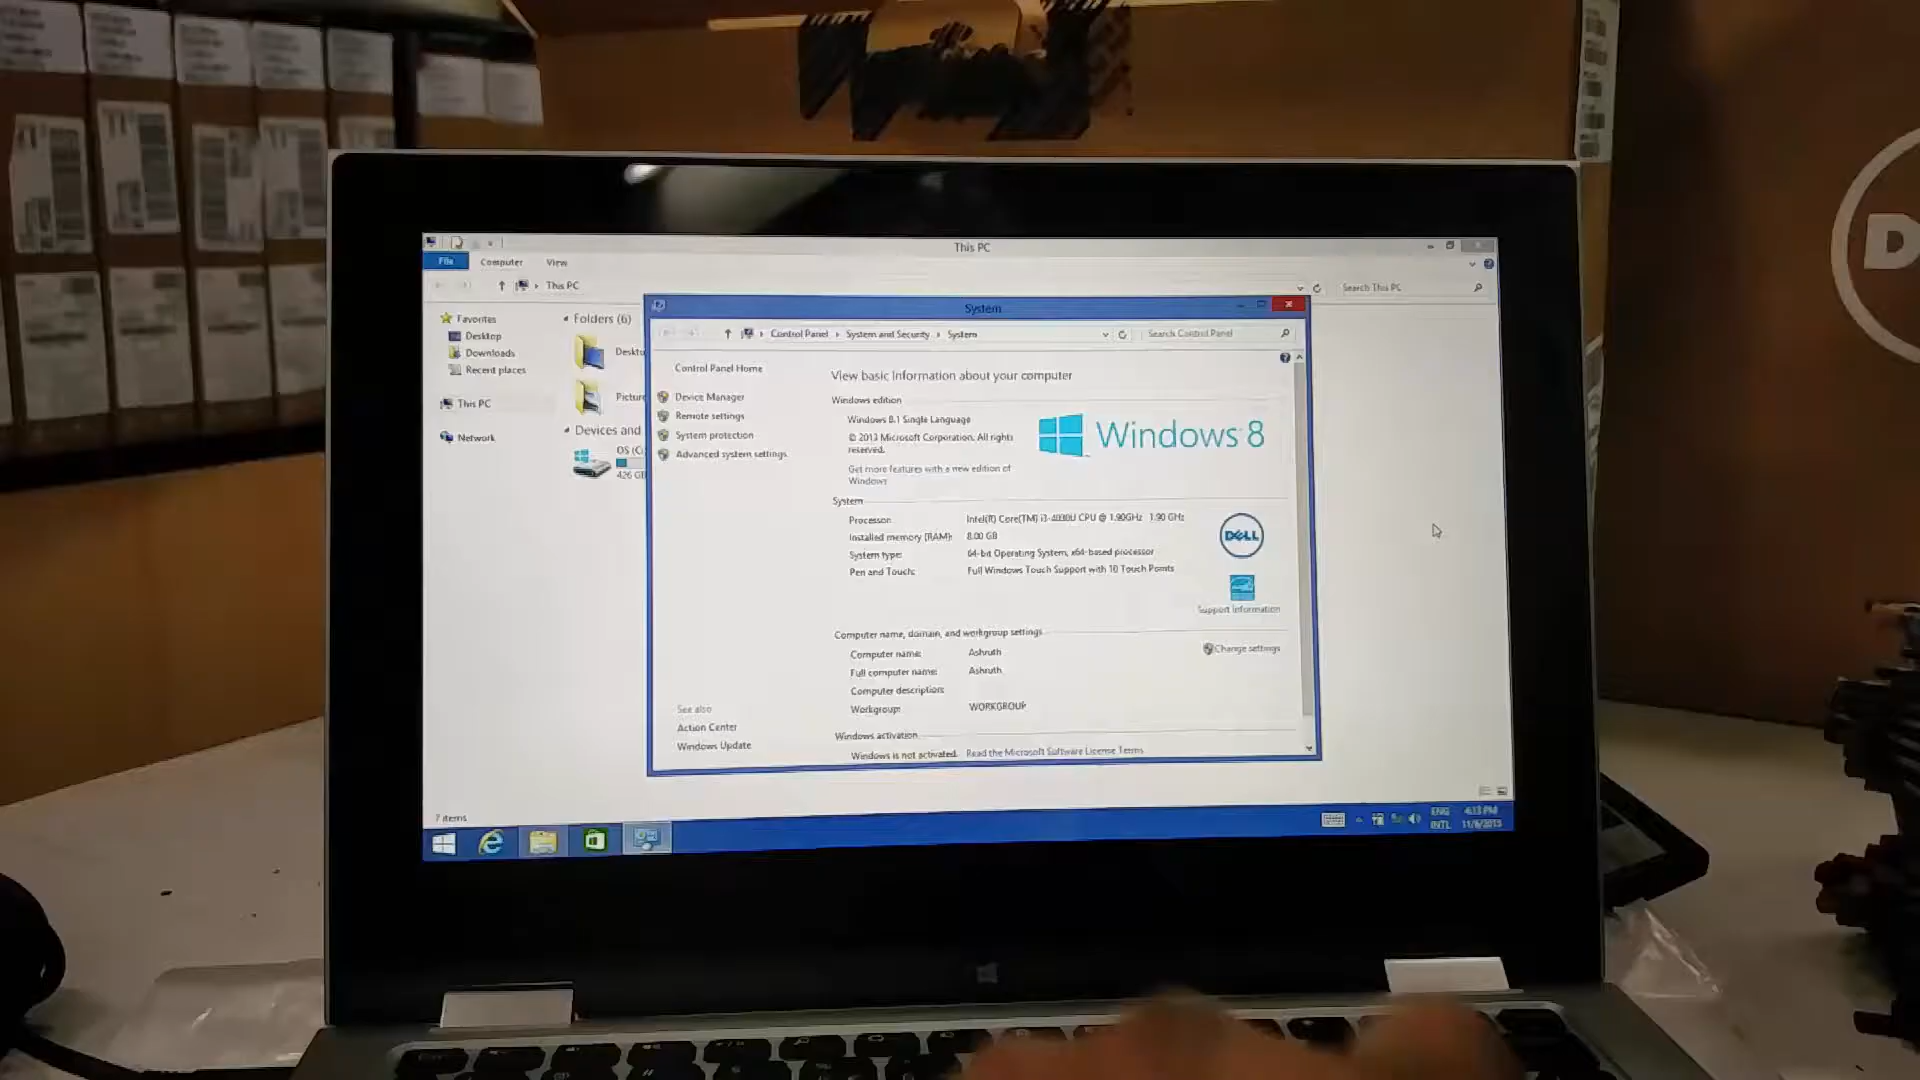 This PC
File Computer View
This PC
Search This PC
Favorites
Desktop
Downloads
Recent places
This PC
Network
Folders (6)
Devices and
OS (C:
7 items
System
Control Panel System and Security System
Search Control Panel
Control Panel Home
Device Manager
Remote settings
System protection
Advanced system settings
See also
Action Center
Windows Update
View basic information about your computer
Windows edition
Windows 8.1 Single Language
© 2013 Microsoft Corporation. All rights
reserved.
Get more features with a new edition of
Windows
Windows 8
System
Processor: Intel(R) Core(TM) i3-4030U CPU @ 1.90GHz 1.90 GHz
Installed memory (RAM): 8.00 GB
System type: 64-bit Operating System, x64-based processor
Pen and Touch: Full Windows Touch Support with 10 Touch Points
DELL
Support Information
Computer name, domain, and workgroup settings
Computer name: Ashruth
Full computer name: Ashruth
Computer description:
Workgroup: WORKGROUP
Change settings
Windows activation
Windows is not activated. Read the Microsoft Software License Terms
ENG 4:13 PM
INTL